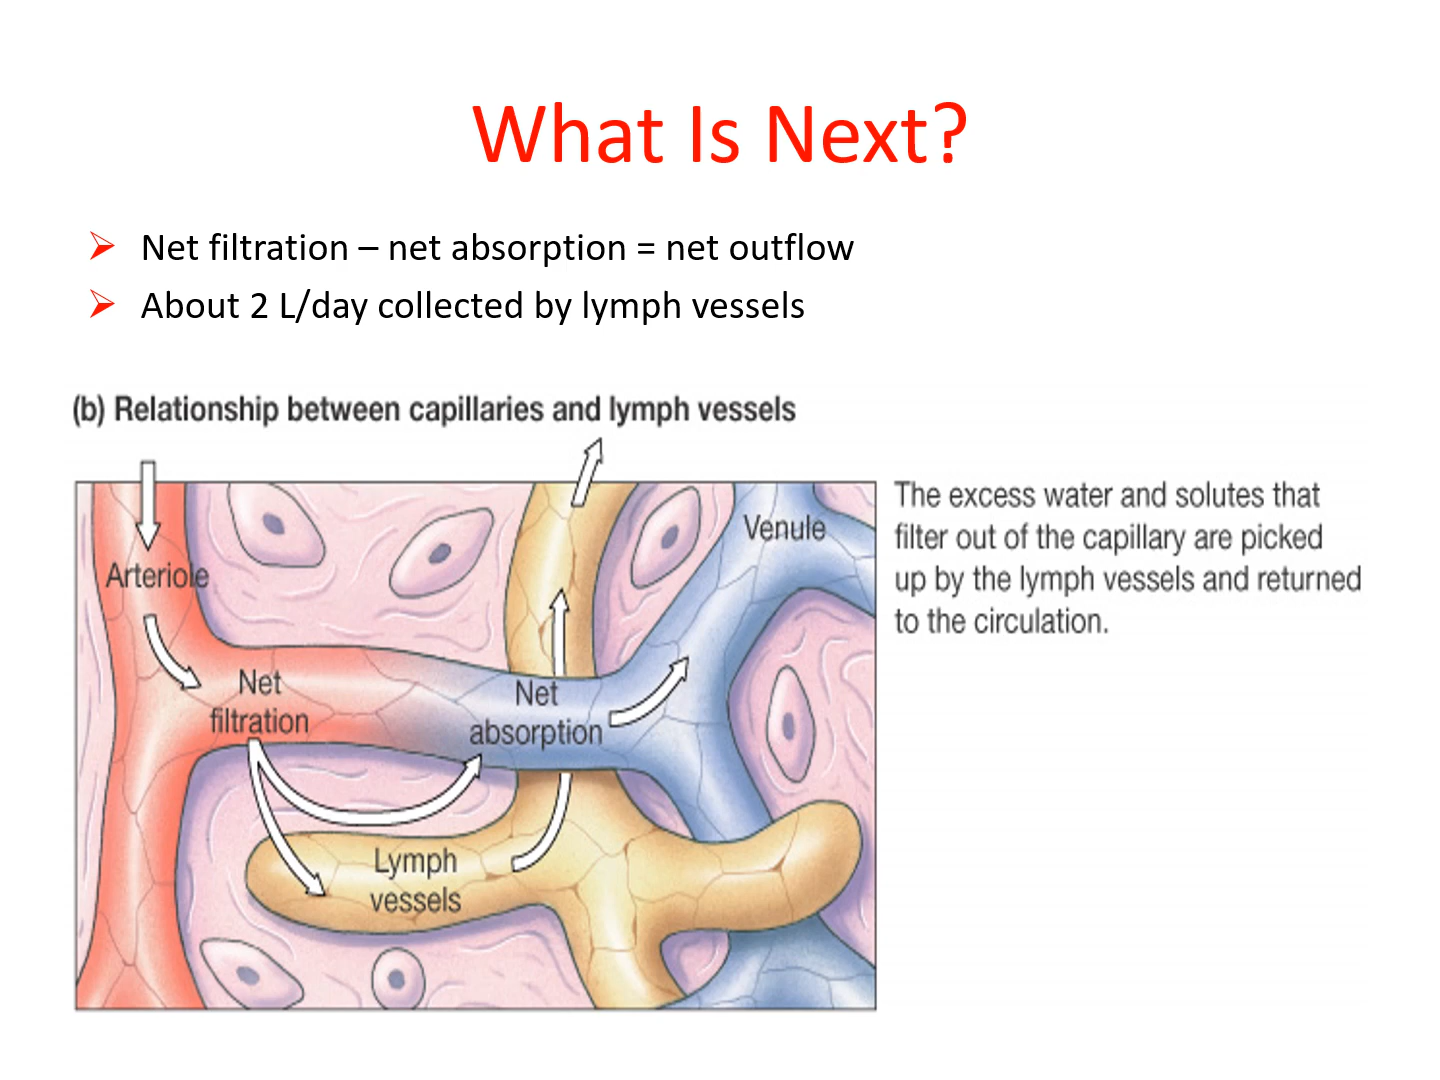 What Is Next?
Net filtration – net absorption = net outflow
About 2 L/day collected by lymph vessels
(b) Relationship between capillaries and lymph vessels
The excess water and solutes that
filter out of the capillary are picked
up by the lymph vessels and returned
to the circulation.
Venule
Arteriole
Net
filtration
Net
absorption
Lymph
vessels